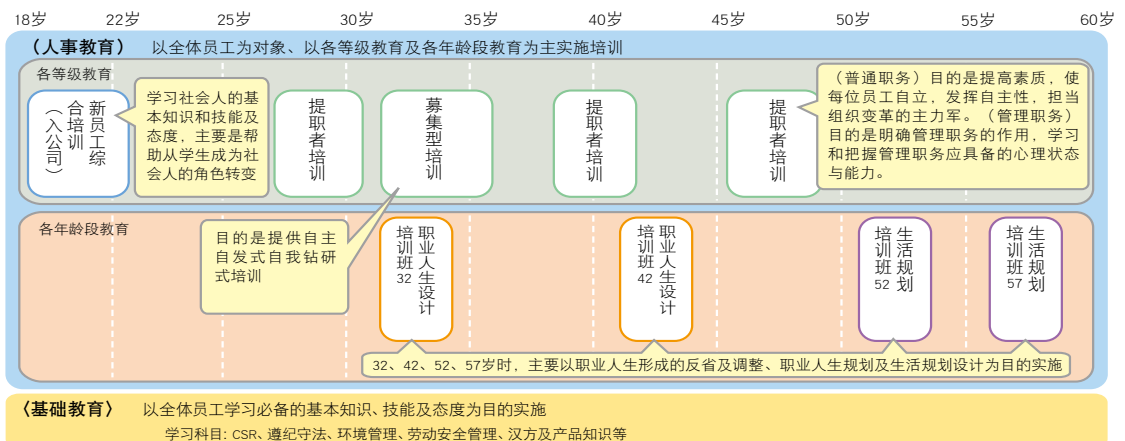 18岁 22岁 25岁 30岁 35岁 40岁 45岁 50岁 55岁 60岁
（人事教育） 以全体员工为对象、以各等级教育及各年龄段教育为主实施培训
各等级教育
新员工综
合培训
（入公司）
学习社会人的基
本知识和技能及
态度，主要是帮
助从学生成为社
会人的角色转变
提职者培训
募集型培训
提职者培训
提职者培训
（普通职务）目的是提高素质，使
每位员工自立，发挥自主性，担当
组织变革的主力军。（管理职务）
目的是明确管理职务的作用，学习
和把握管理职务应具备的心理状态
与能力。
各年龄段教育
目的是提供自主
自发式自我钻研
式培训
职业人生设计
培训班32
职业人生设计
培训班42
生活规划
培训班52
生活规划
培训班57
32、42、52、57岁时，主要以职业人生形成的反省及调整、职业人生规划及生活规划设计为目的实施
〈基础教育〉 以全体员工学习必备的基本知识、技能及态度为目的实施
学习科目: CSR、遵纪守法、环境管理、劳动安全管理、汉方及产品知识等